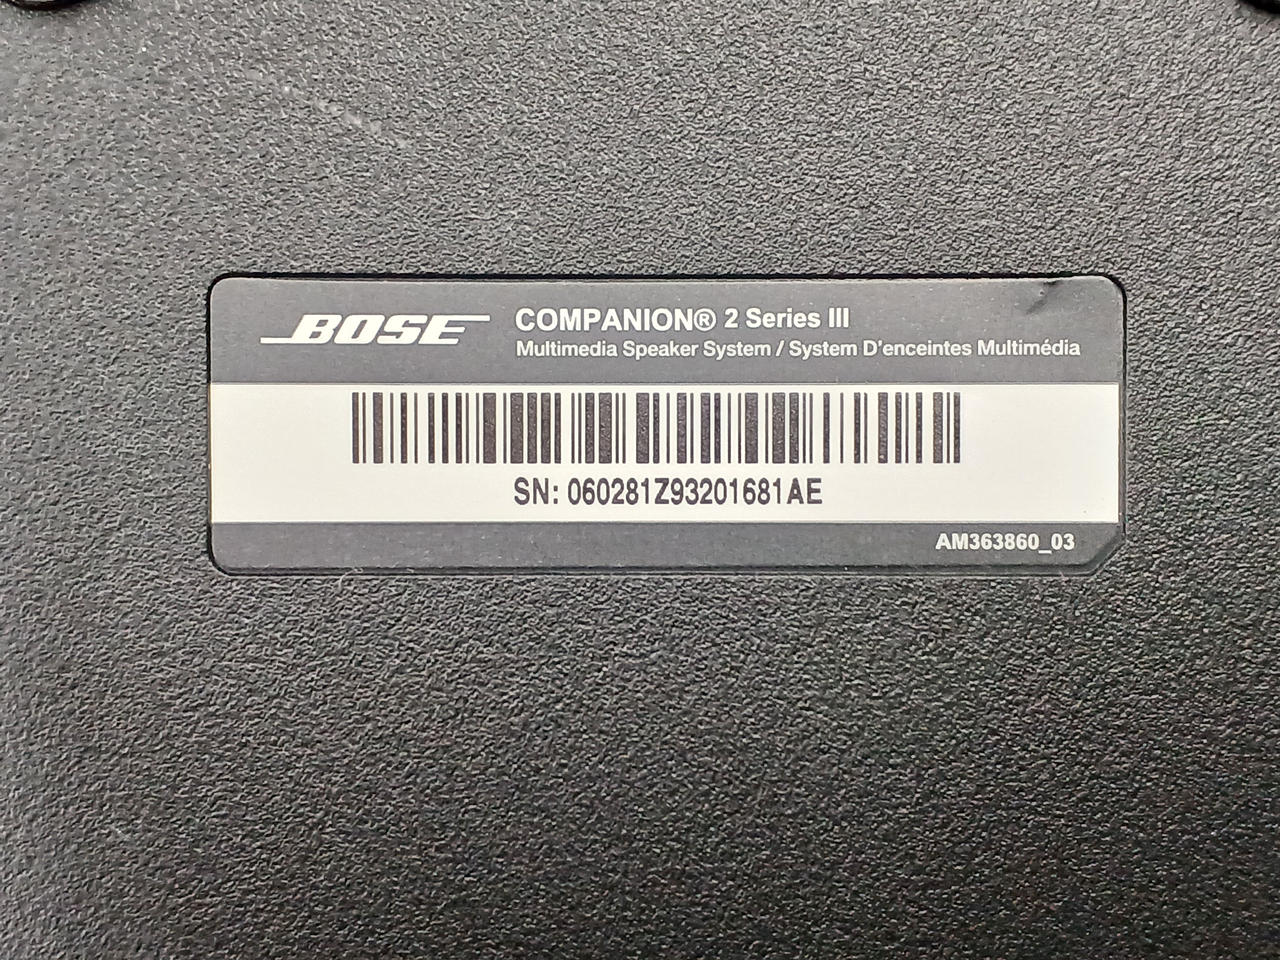 BOSE COMPANION® 2 Series III
Multimedia Speaker System / System D'enceintes Multimédia
SN: 060281Z93201681AE
AM363860_03